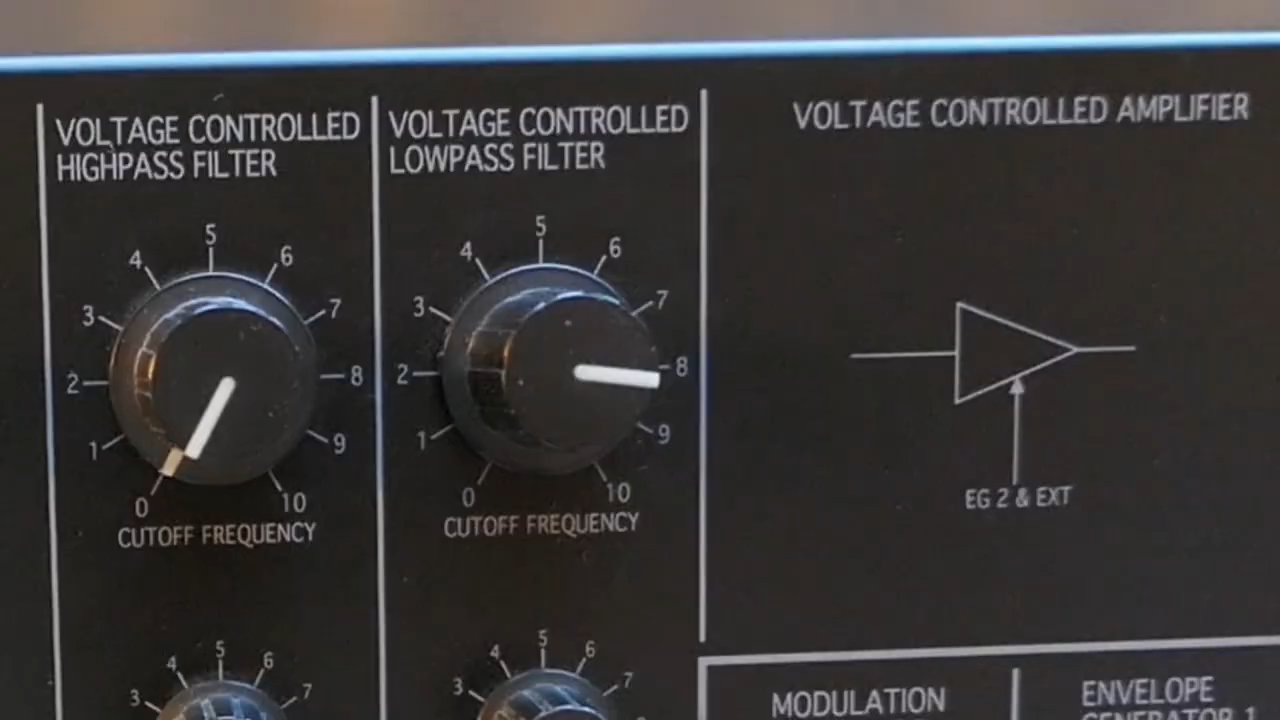 VOLTAGE CONTROLLED
HIGHPASS FILTER
VOLTAGE CONTROLLED
LOWPASS FILTER
VOLTAGE CONTROLLED AMPLIFIER
0 1 2 3 4 5 6 7 8 9 10
CUTOFF FREQUENCY
0 1 2 3 4 5 6 7 8 9 10
CUTOFF FREQUENCY
EG 2 & EXT
3 4 5 6 7
3 4 5 6 7
MODULATION
ENVELOPE
GENERATOR 1